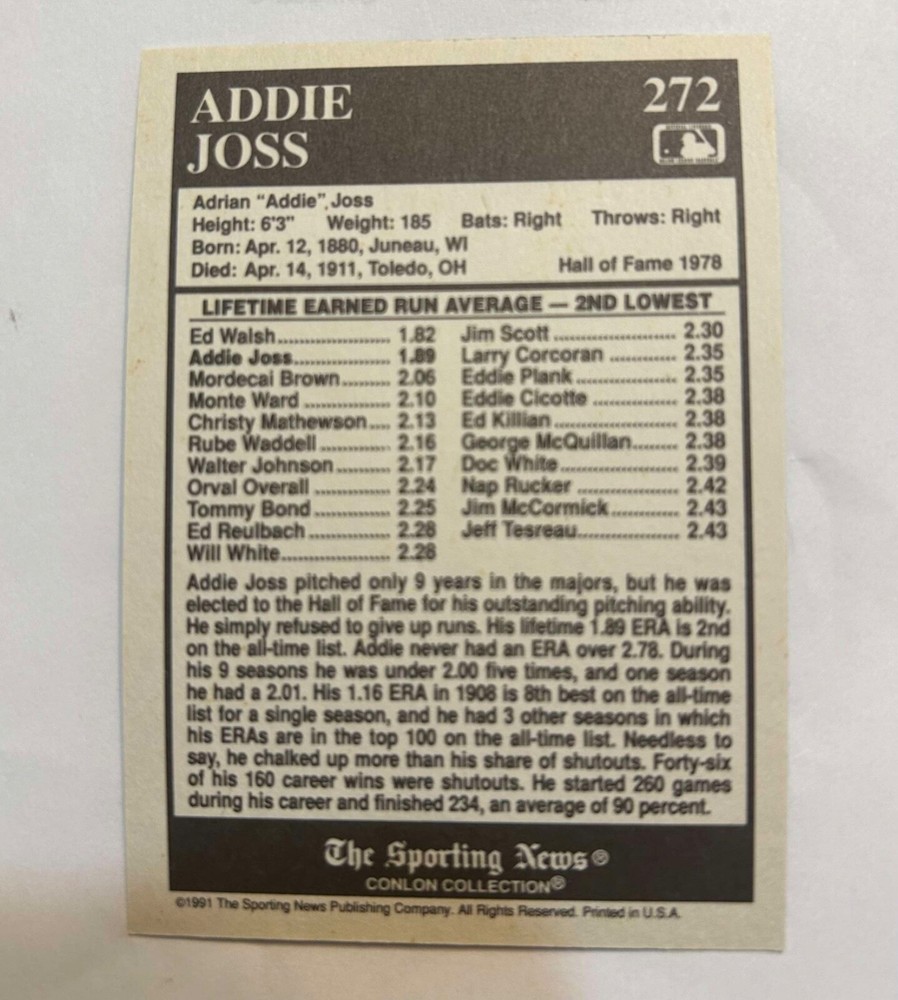 ADDIE
JOSS
272
Adrian “Addie” Joss
Height: 6'3" Weight: 185 Bats: Right Throws: Right
Born: Apr. 12, 1880, Juneau, WI
Died: Apr. 14, 1911, Toledo, OH Hall of Fame 1978
LIFETIME EARNED RUN AVERAGE — 2ND LOWEST
Ed Walsh...................... 1.82
Addie Joss................... 1.89
Mordecai Brown......... 2.06
Monte Ward ................ 2.10
Christy Mathewson.... 2.13
Rube Waddell............. 2.16
Walter Johnson.......... 2.17
Orval Overall .............. 2.24
Tommy Bond.............. 2.25
Ed Reulbach ............... 2.28
Will White.................... 2.28
Jim Scott ....................... 2.30
Larry Corcoran ............. 2.35
Eddie Plank................... 2.35
Eddie Cicotte ................ 2.38
Ed Killian....................... 2.38
George McQuillan......... 2.38
Doc White...................... 2.39
Nap Rucker .................... 2.42
Jim McCormick............. 2.43
Jeff Tesreau................... 2.43
Addie Joss pitched only 9 years in the majors, but he was
elected to the Hall of Fame for his outstanding pitching ability.
He simply refused to give up runs. His lifetime 1.89 ERA is 2nd
on the all-time list. Addie never had an ERA over 2.78. During
his 9 seasons he was under 2.00 five times, and one season
he had a 2.01. His 1.16 ERA in 1908 is 8th best on the all-time
list for a single season, and he had 3 other seasons in which
his ERAs are in the top 100 on the all-time list. Needless to
say, he chalked up more than his share of shutouts. Forty-six
of his 160 career wins were shutouts. He started 260 games
during his career and finished 234, an average of 90 percent.
The Sporting News®
CONLON COLLECTION®
©1991 The Sporting News Publishing Company. All Rights Reserved. Printed in U.S.A.